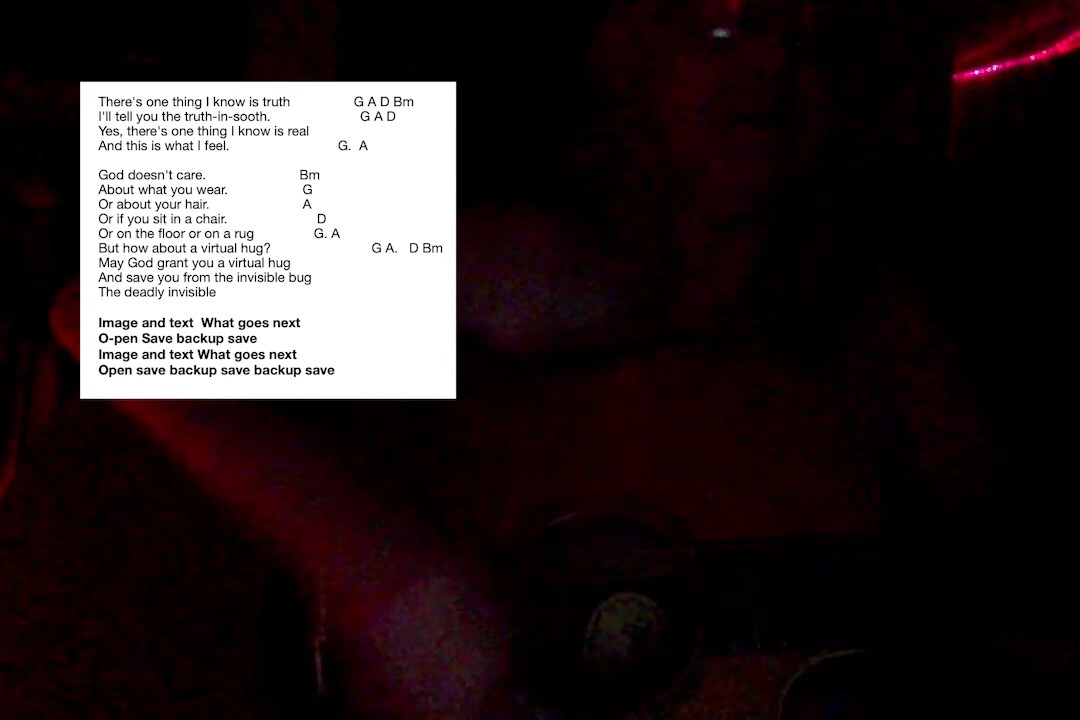 There's one thing I know is truth G A D Bm
I'll tell you the truth-in-sooth. G A D
Yes, there's one thing I know is real
And this is what I feel. G. A
God doesn't care. Bm
About what you wear. G
Or about your hair. A
Or if you sit in a chair. D
Or on the floor or on a rug G. A
But how about a virtual hug? G A. D Bm
May God grant you a virtual hug
And save you from the invisible bug
The deadly invisible
Image and text What goes next
O-pen Save backup save
Image and text What goes next
Open save backup save backup save